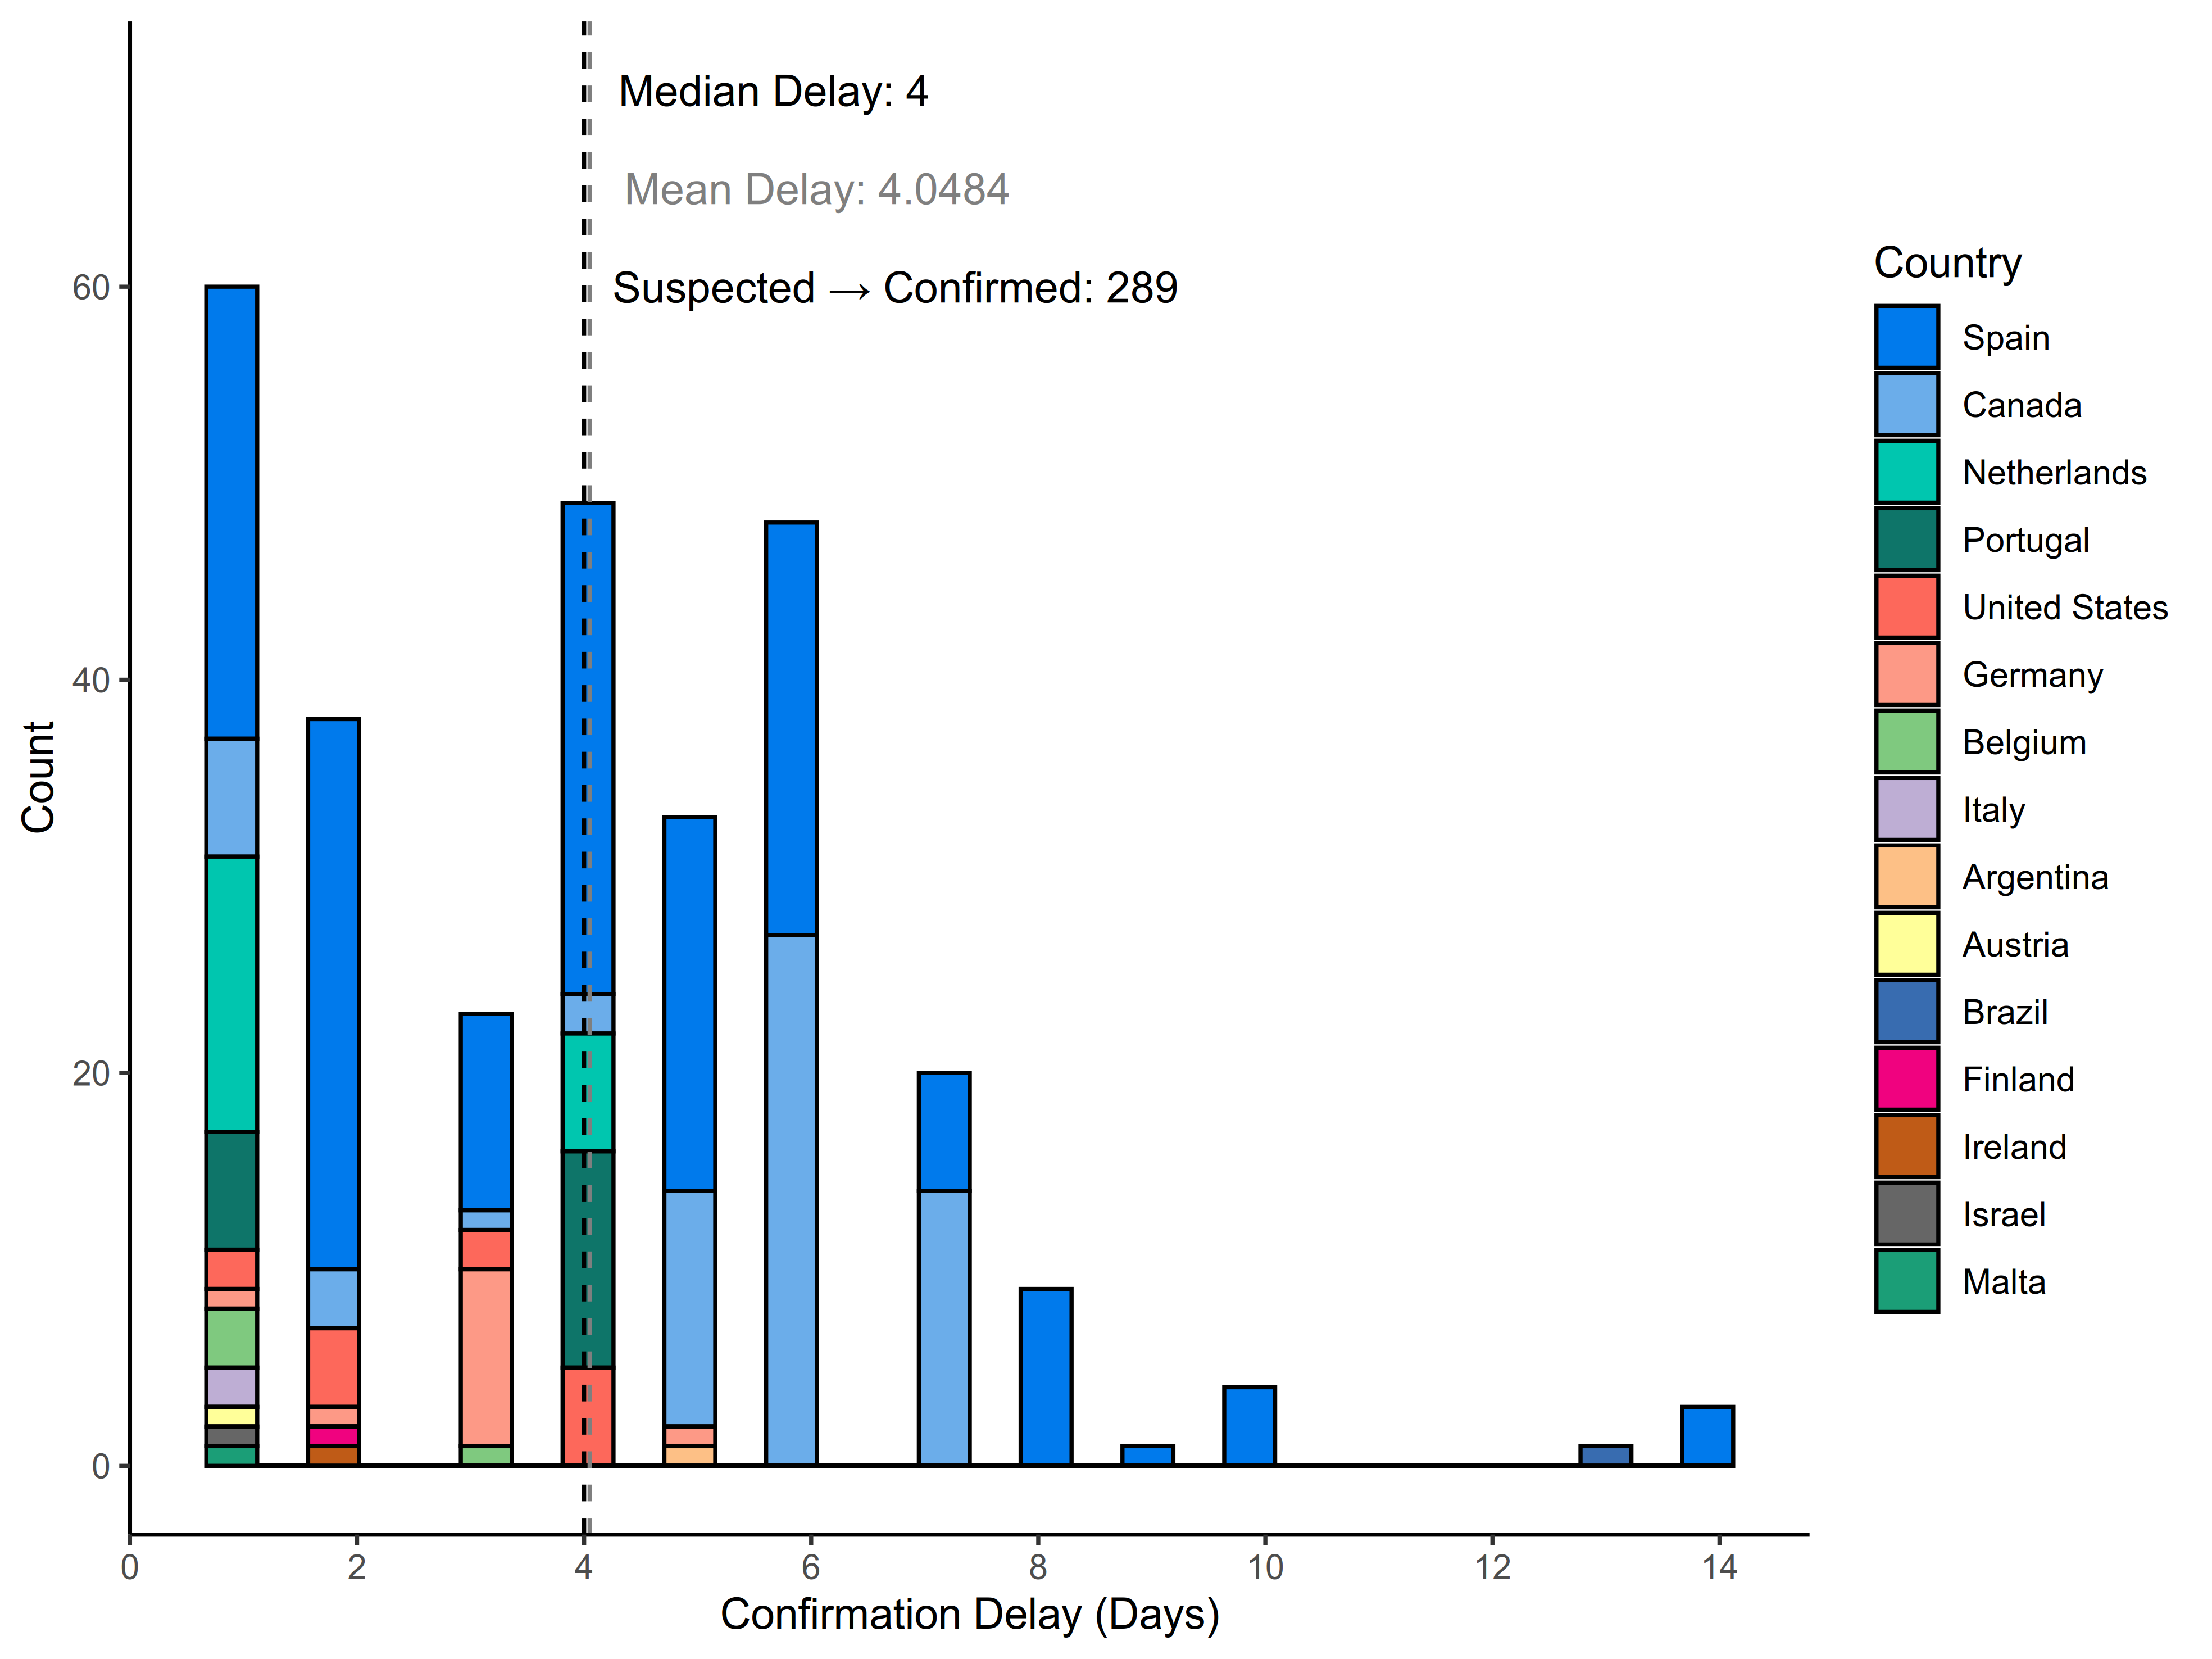 Median Delay: 4
Mean Delay: 4.0484
Suspected → Confirmed: 289
60
40
20
0
Count
0 2 4 6 8 10 12 14
Confirmation Delay (Days)
Country
Spain
Canada
Netherlands
Portugal
United States
Germany
Belgium
Italy
Argentina
Austria
Brazil
Finland
Ireland
Israel
Malta